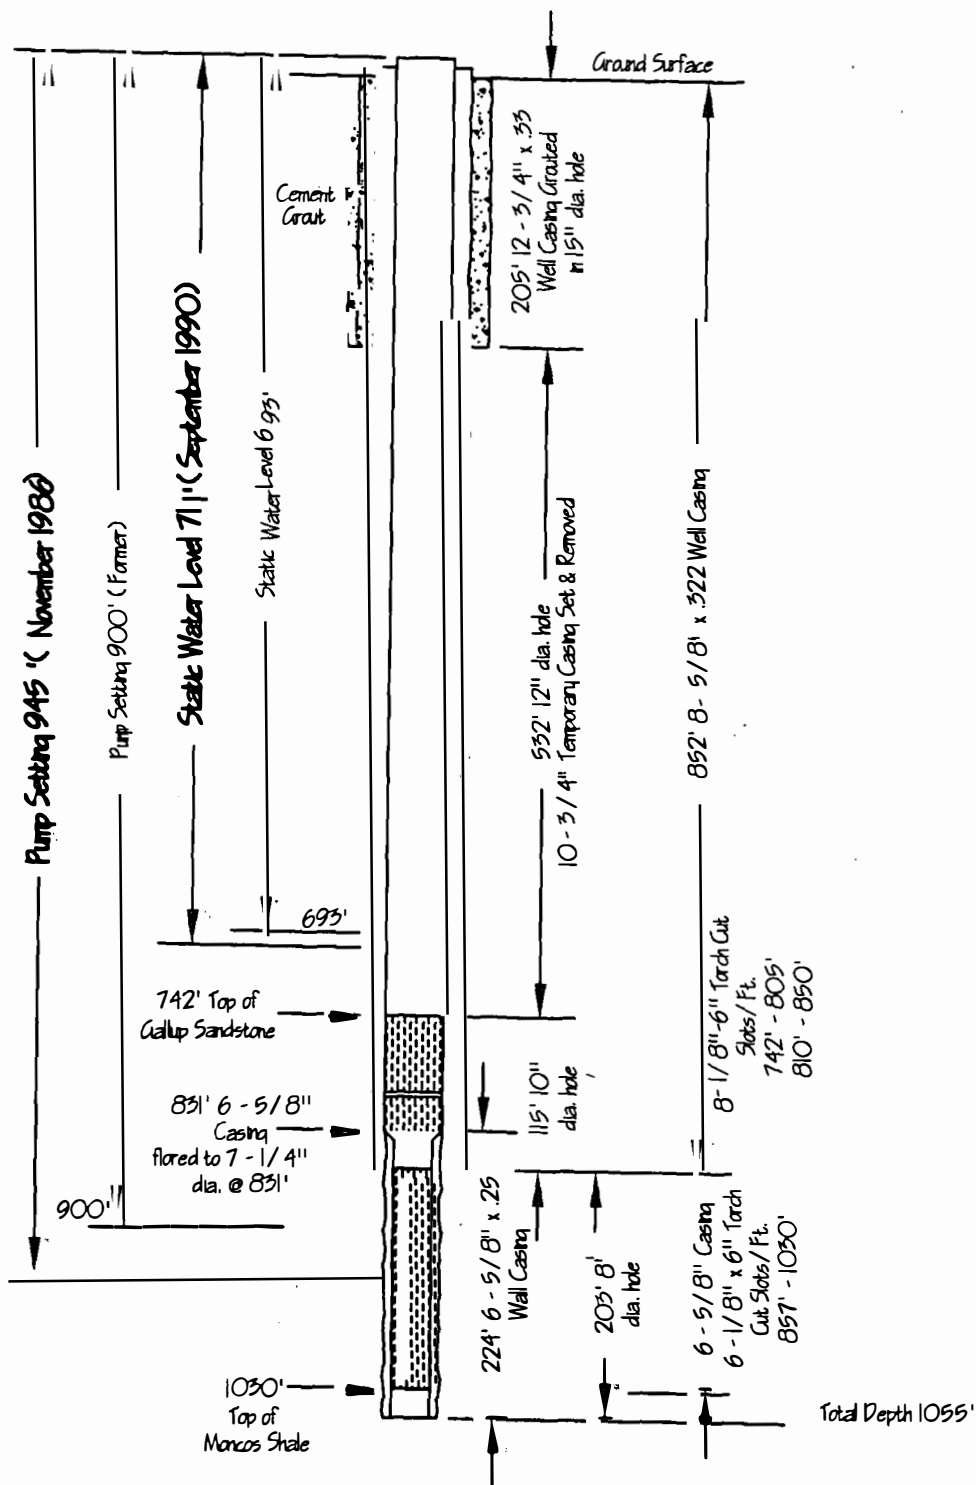 Ground Surface
Cement
Grout
205' 12 - 3/4" x .33
Well Casing Grouted
in 15" dia. hole
Pump Setting 945 '( November 1986)
Pump Setting 900' ( Former)
Static Water Level 711'( September 1990)
Static Water Level 693'
532' 12" dia. hole
10 - 3/4" Temporary Casing Set & Removed
852' 8- 5/8' x .322 Well Casing
693'
742' Top of
Gallup Sandstone
831' 6 - 5/8"
Casing
flored to 7 - 1/4"
dia. @ 831'
900'
115' 10"
dia. hole
8-1/8"-6" Torch Cut
Slots/Ft.
742' - 805'
810' - 850'
224' 6 - 5/8" x .25
Wall Casing
203' 8'
dia. hole
6 - 5/8" Casing
6 -1/8" x 6" Torch
Cut Slots/Ft.
857' -1030'
1030'
Top of
Moncos Shale
Total Depth 1055'